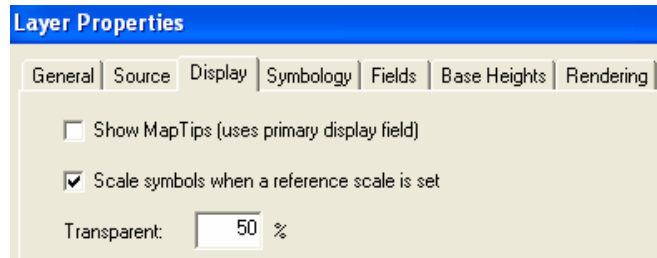 Layer Properties
General Source Display Symbology Fields Base Heights Rendering
Show MapTips (uses primary display field)
Scale symbols when a reference scale is set
Transparent: 50 %